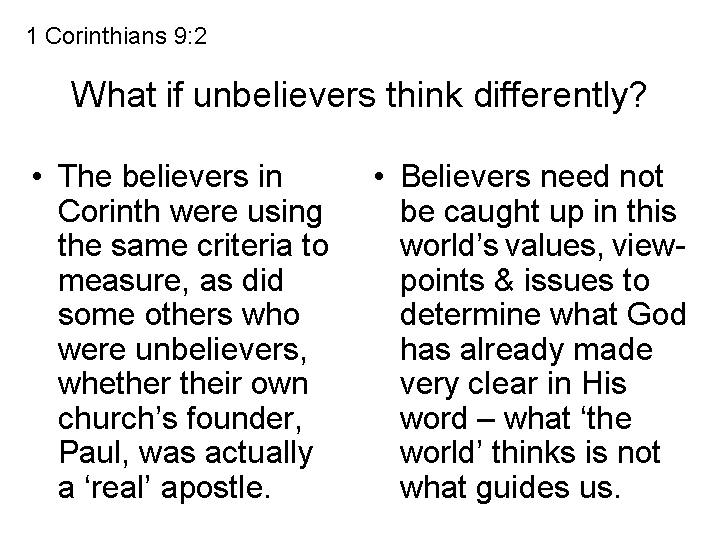 1 Corinthians 9:2
What if unbelievers think differently?
• The believers in
Corinth were using
the same criteria to
measure, as did
some others who
were unbelievers,
whether their own
church’s founder,
Paul, was actually
a ‘real’ apostle.
• Believers need not
be caught up in this
world’s values, view-
points & issues to
determine what God
has already made
very clear in His
word – what ‘the
world’ thinks is not
what guides us.